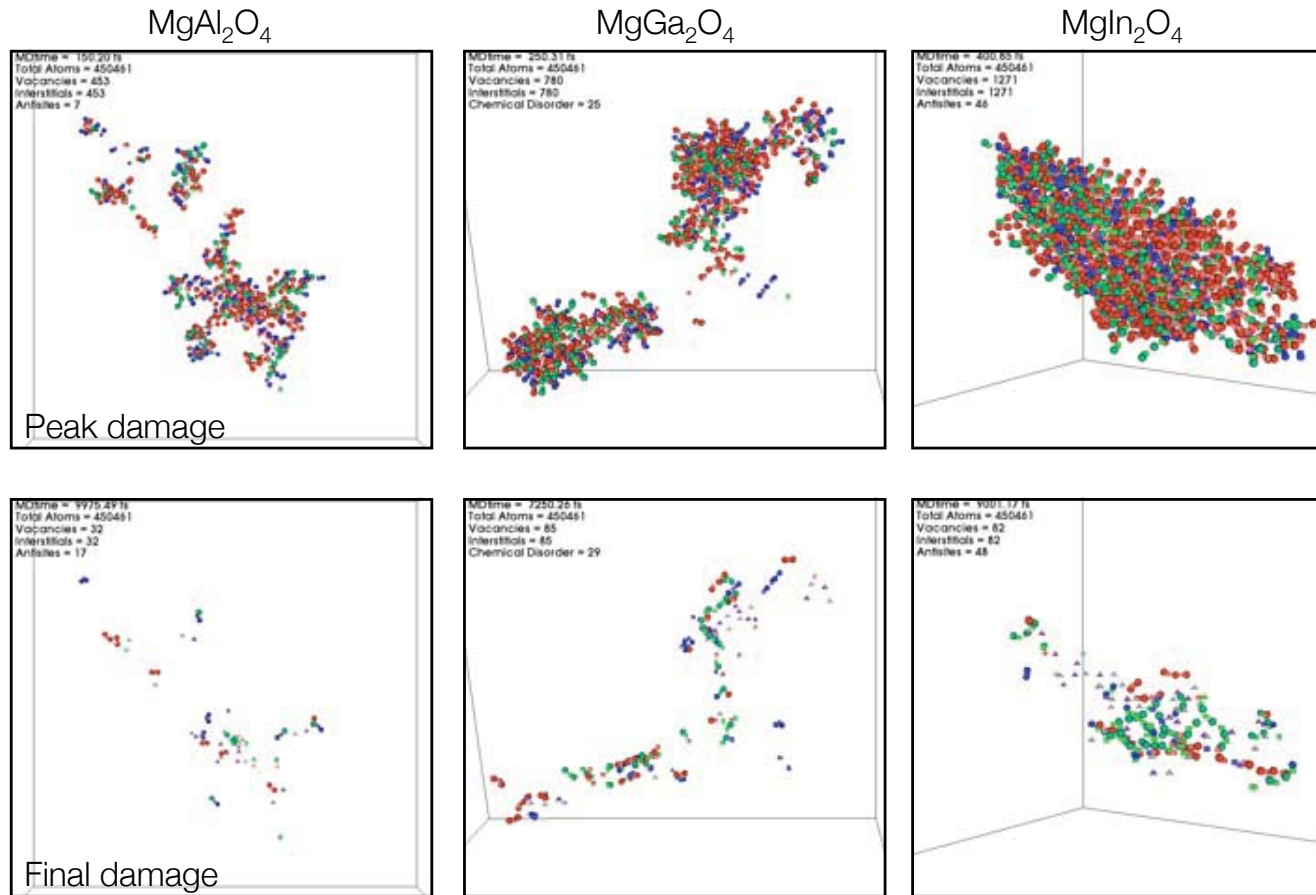 MgAl₂O₄
MgGa₂O₄
MgIn₂O₄
MDtime = 150.20 fs
Total Atoms = 450461
Vacancies = 453
Interstitials = 453
Antisites = 7
Peak damage
MDtime = 250.31 fs
Total Atoms = 450461
Vacancies = 780
Interstitials = 780
Chemical Disorder = 25
MDtime = 400.85 fs
Total Atoms = 450461
Vacancies = 1271
Interstitials = 1271
Antisites = 46
MDtime = 9975.49 fs
Total Atoms = 450461
Vacancies = 32
Interstitials = 32
Antisites = 17
Final damage
MDtime = 7250.26 fs
Total Atoms = 450461
Vacancies = 85
Interstitials = 85
Chemical Disorder = 29
MDtime = 9001.17 fs
Total Atoms = 450461
Vacancies = 82
Interstitials = 82
Antisites = 48